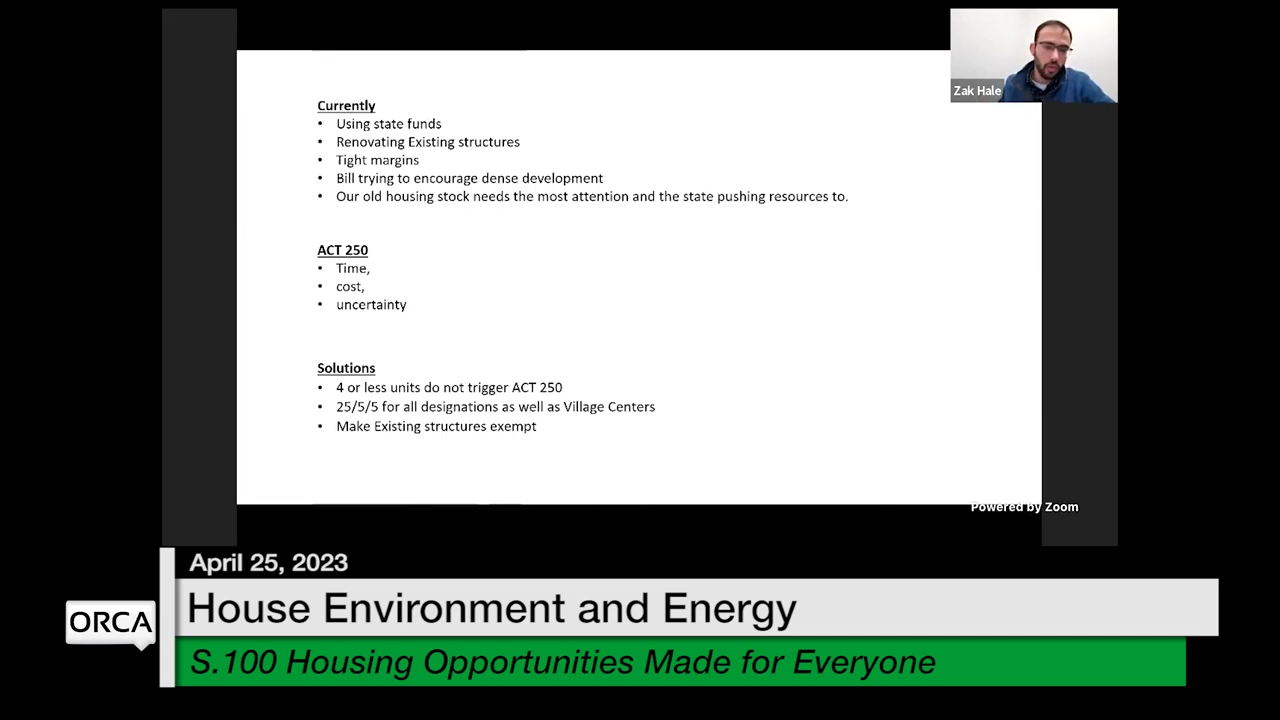 Zak Hale
Currently
• Using state funds
• Renovating Existing structures
• Tight margins
• Bill trying to encourage dense development
• Our old housing stock needs the most attention and the state pushing resources to.
ACT 250
• Time,
• cost,
• uncertainty
Solutions
• 4 or less units do not trigger ACT 250
• 25/5/5 for all designations as well as Village Centers
• Make Existing structures exempt
Powered by Zoom
April 25, 2023
ORCA
House Environment and Energy
S.100 Housing Opportunities Made for Everyone